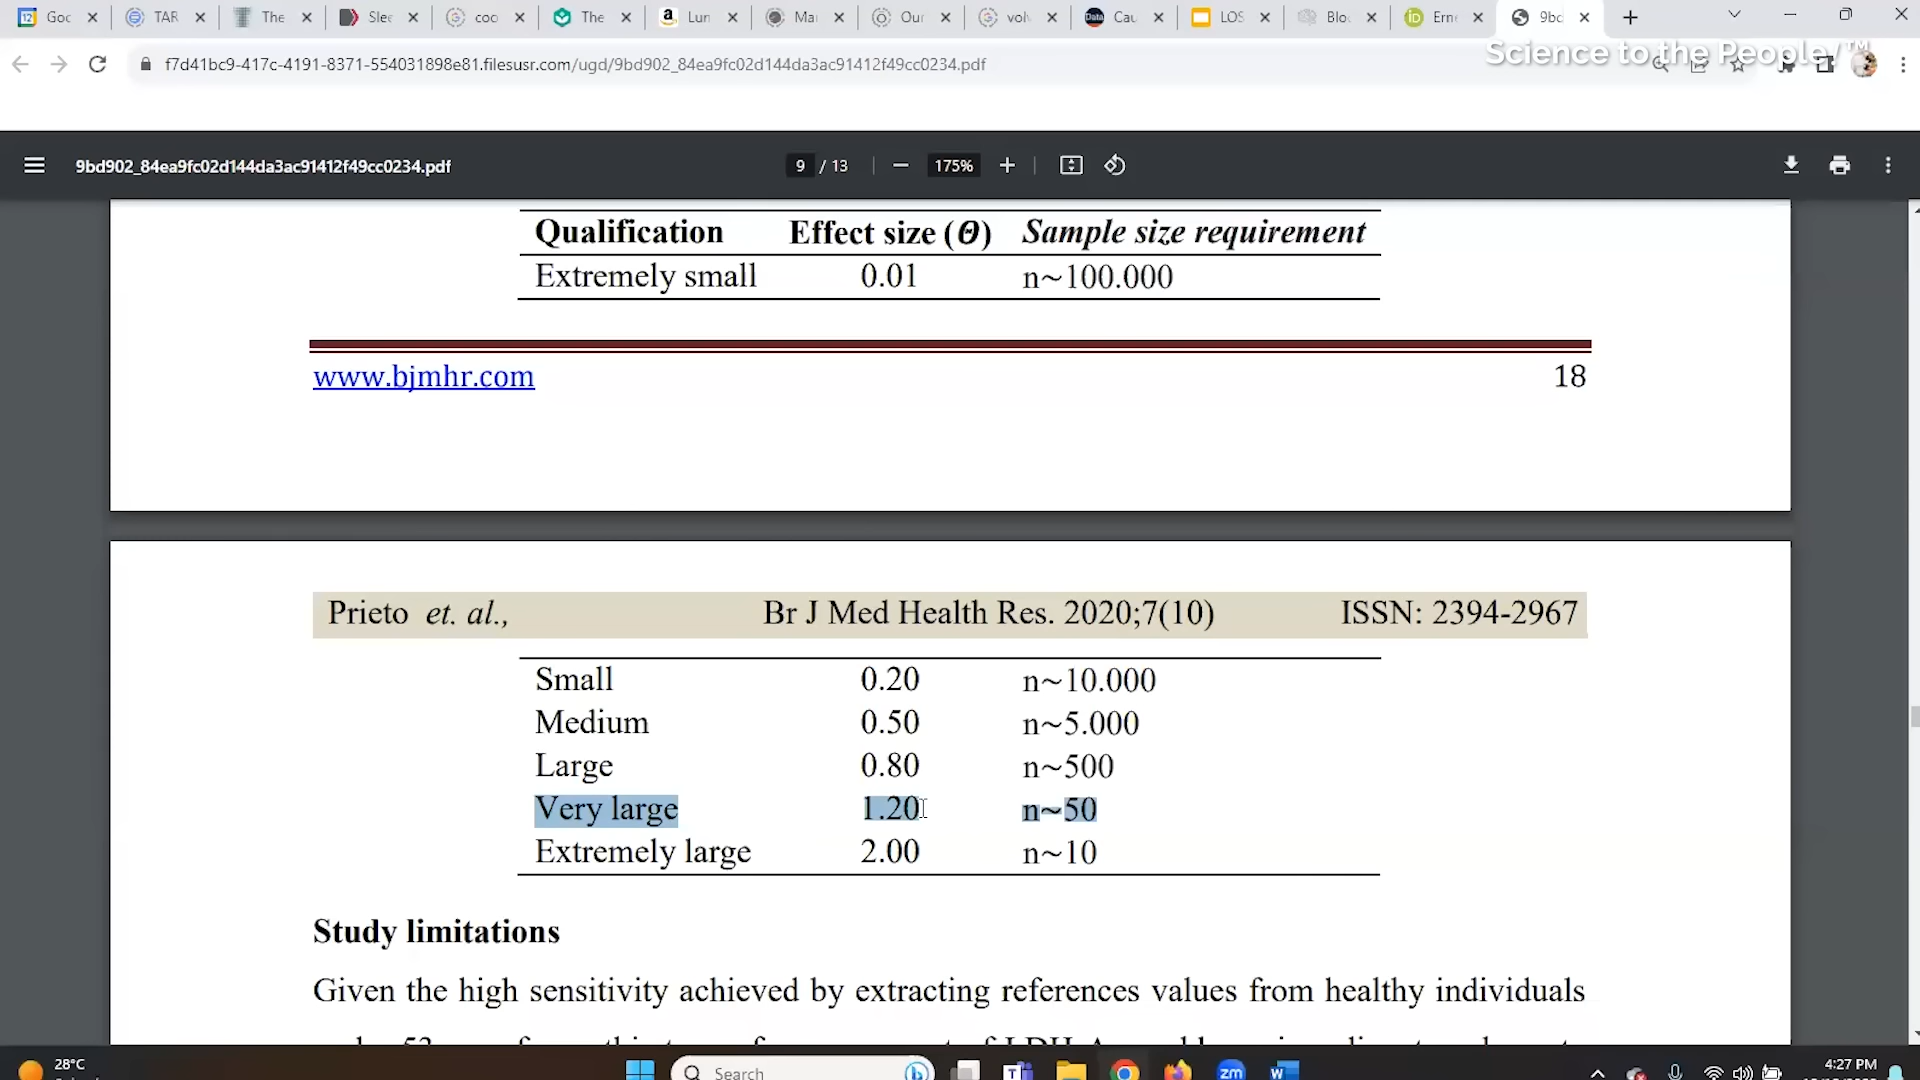 Goc TAR The Slee coo The Lun Mar Our volv Cau LOS Bloc Erne 9bc
Science to the People/™
f7d41bc9-417c-4191-8371-554031898e81.filesusr.com/ugd/9bd902_84ea9fc02d144da3ac91412f49cc0234.pdf
9bd902_84ea9fc02d144da3ac91412f49cc0234.pdf 9 / 13 175%
Qualification Effect size (Θ) Sample size requirement
Extremely small 0.01 n~100.000
www.bjmhr.com 18
Prieto et. al., Br J Med Health Res. 2020;7(10) ISSN: 2394-2967
Small 0.20 n~10.000
Medium 0.50 n~5.000
Large 0.80 n~500
Very large 1.20 n~50
Extremely large 2.00 n~10
Study limitations
Given the high sensitivity achieved by extracting references values from healthy individuals
28°C
Search
4:27 PM